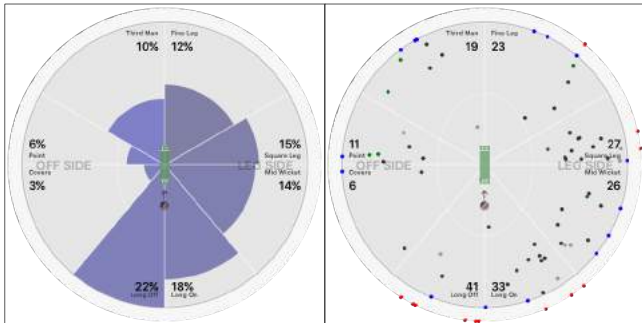 Third Man Fine Leg
10% 12%
6%
Point
OFF SIDE
Covers
3%
15%
Square Leg
LEG SIDE
Mid Wicket
14%
22% 18%
Long Off Long On
Third Man Fine Leg
19 23
11
Point
OFF SIDE
Covers
6
27
Square Leg
LEG SIDE
Mid Wicket
26
41 33*
Long Off Long On